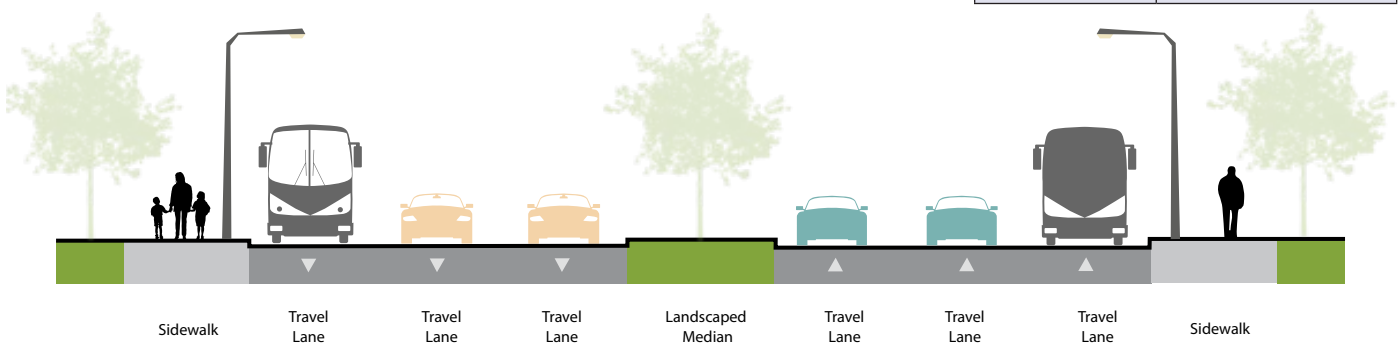 Sidewalk
Travel
Lane
Travel
Lane
Travel
Lane
Landscaped
Median
Travel
Lane
Travel
Lane
Travel
Lane
Sidewalk